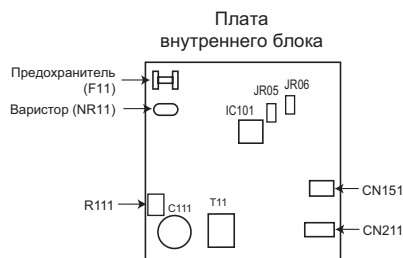 Плата
внутреннего блока
Предохранитель
(F11)
Варистор (NR11)
JR05
JR06
IC101
CN151
R111
C111
T11
CN211